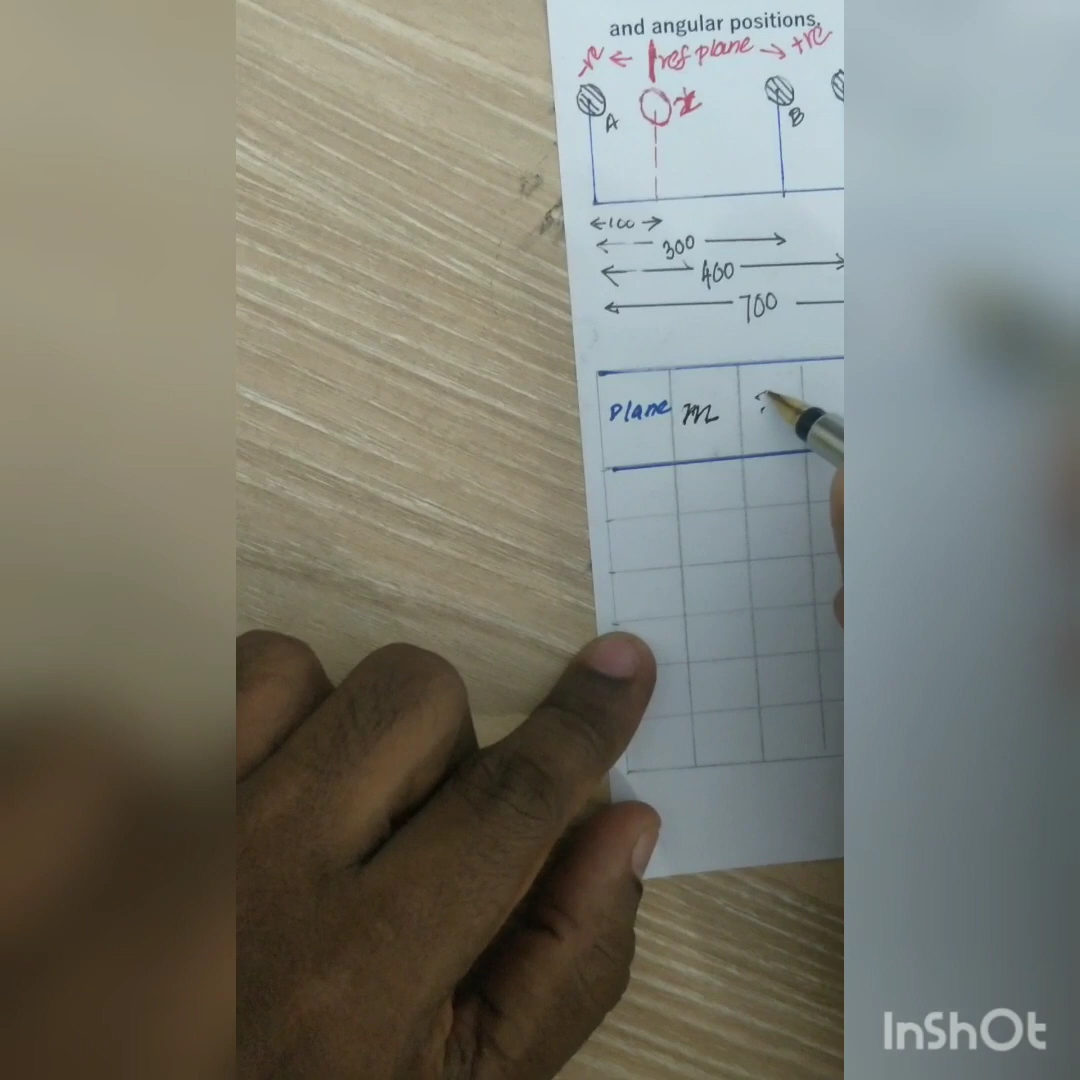 and angular positions.
-ve ← ref plane → +ve
A x B
←100→
300
400
700
Plane m
InShOt